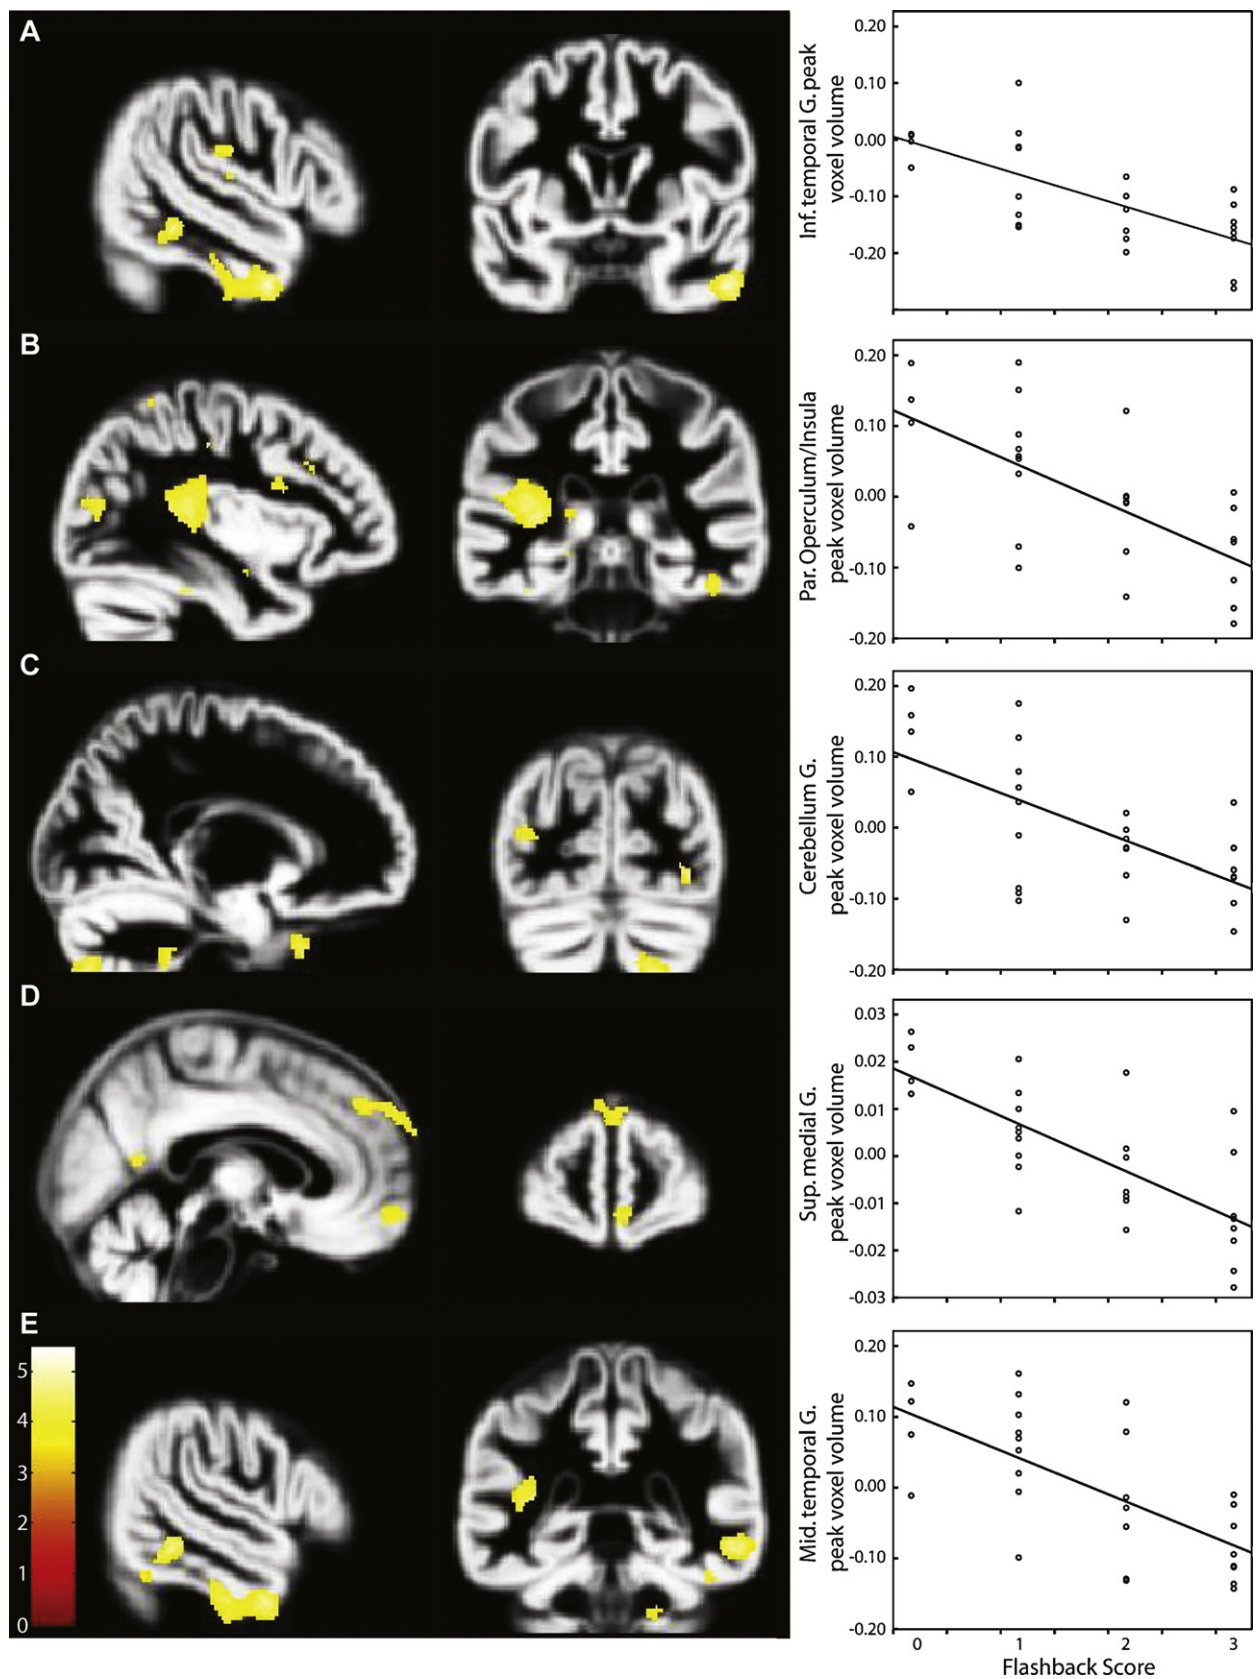 A
Inf. temporal G. peak
voxel volume
0.20
0.10
0.00
-0.10
-0.20
B
Par. Operculum/Insula
peak voxel volume
0.20
0.10
0.00
-0.10
-0.20
C
Cerebellum G.
peak voxel volume
0.20
0.10
0.00
-0.10
-0.20
D
Sup. medial G.
peak voxel volume
0.03
0.02
0.01
0.00
-0.01
-0.02
-0.03
E
5
4
3
2
1
0
Mid. temporal G.
peak voxel volume
0.20
0.10
0.00
-0.10
-0.20
0 1 2 3
Flashback Score